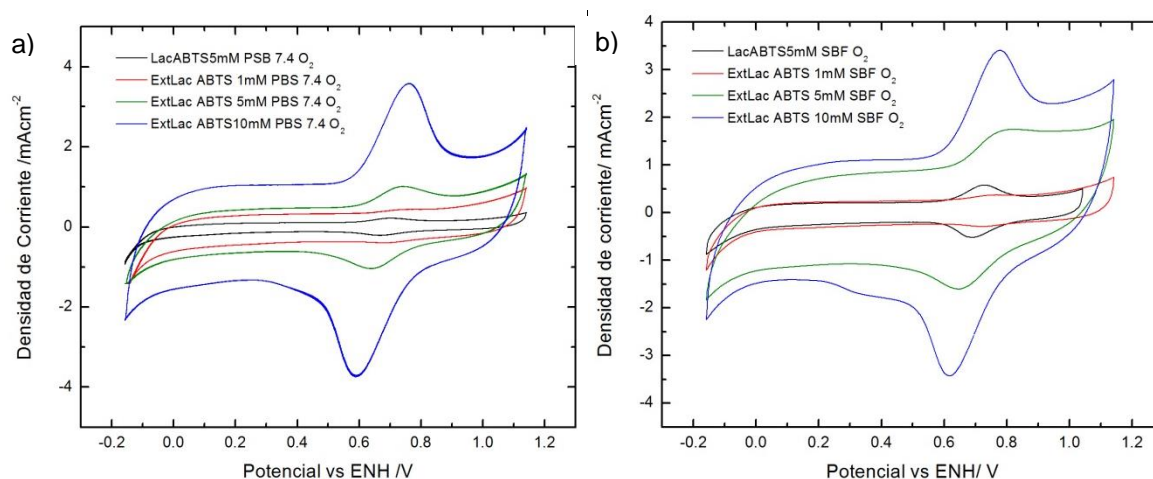 a)
LacABTS5mM PSB 7.4 O₂
ExtLac ABTS 1mM PBS 7.4 O₂
ExtLac ABTS 5mM PBS 7.4 O₂
ExtLac ABTS10mM PBS 7.4 O₂
Densidad de Corriente /mAcm⁻²
4
2
0
-2
-4
-0.2 0.0 0.2 0.4 0.6 0.8 1.0 1.2
Potencial vs ENH /V
b)
LacABTS5mM SBF O₂
ExtLac ABTS 1mM SBF O₂
ExtLac ABTS 5mM SBF O₂
ExtLac ABTS 10mM SBF O₂
Densidad de corriente/ mAcm⁻²
4
3
2
1
0
-1
-2
-3
-4
-0.2 0.0 0.2 0.4 0.6 0.8 1.0 1.2
Potencial vs ENH/ V